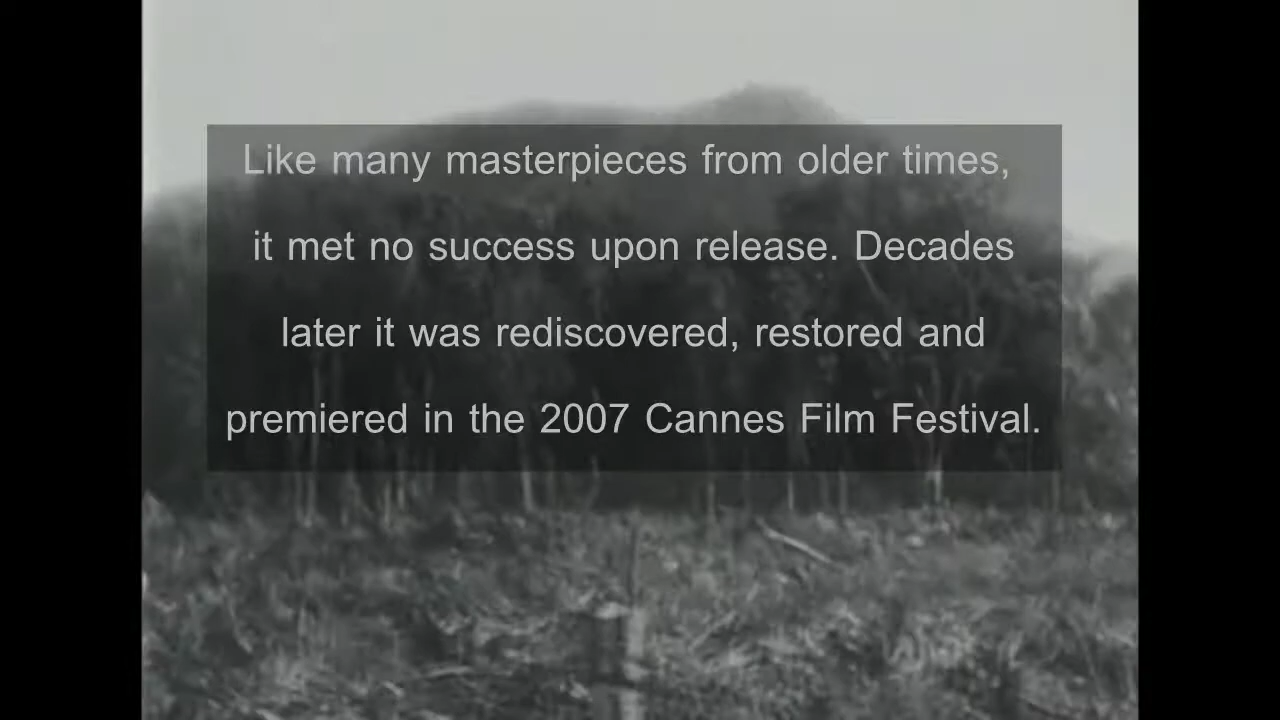 Like many masterpieces from older times,
it met no success upon release. Decades
later it was rediscovered, restored and
premiered in the 2007 Cannes Film Festival.